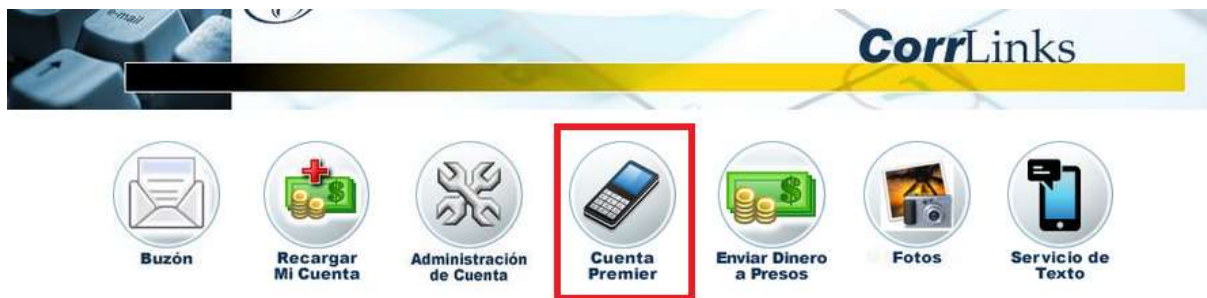 e-mail
CorrLinks
Buzón
Recargar
Mi Cuenta
Administración
de Cuenta
Cuenta
Premier
Enviar Dinero
a Presos
Fotos
Servicio de
Texto